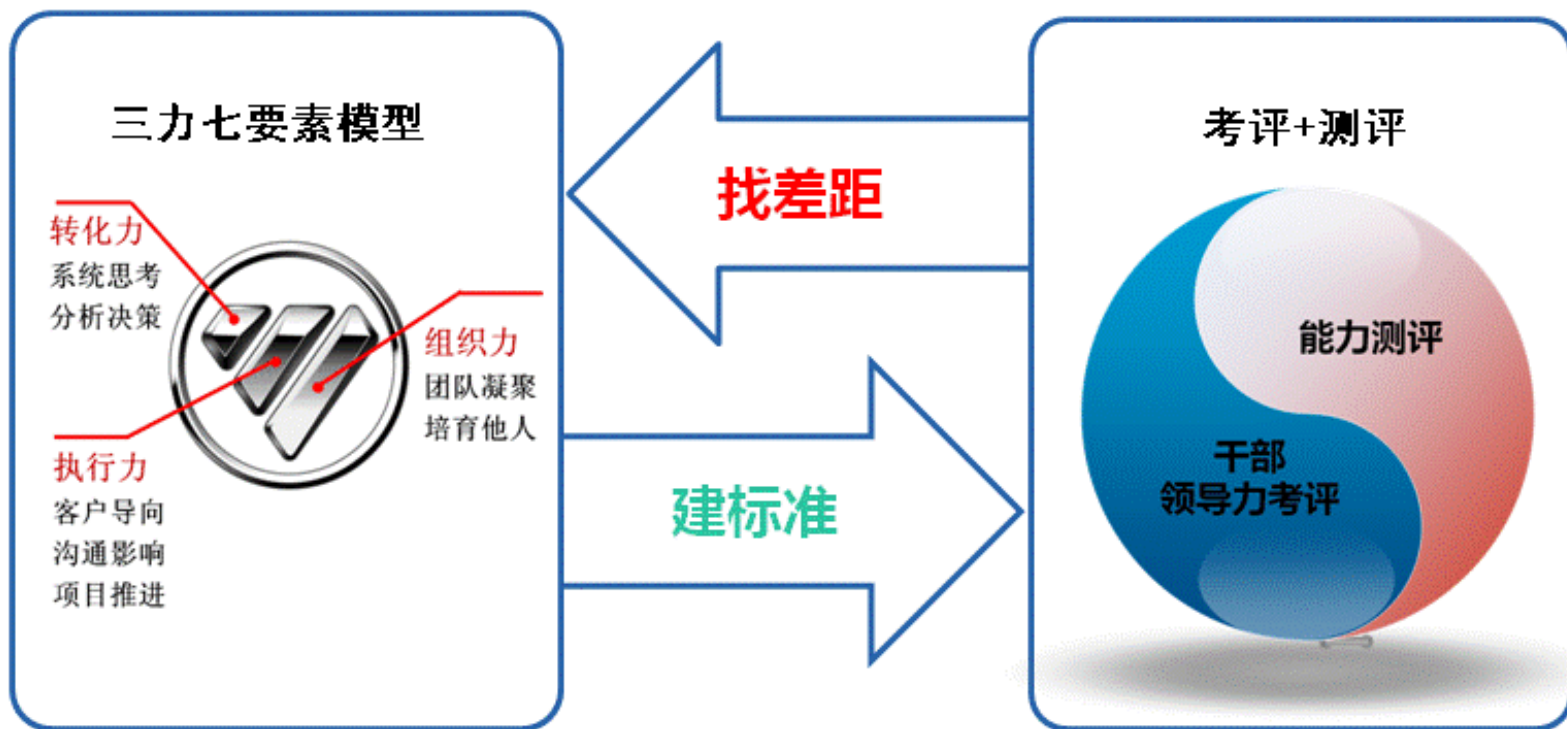 三力七要素模型
转化力
系统思考
分析决策
组织力
团队凝聚
培育他人
执行力
客户导向
沟通影响
项目推进
找差距
建标准
考评+测评
能力测评
干部
领导力考评